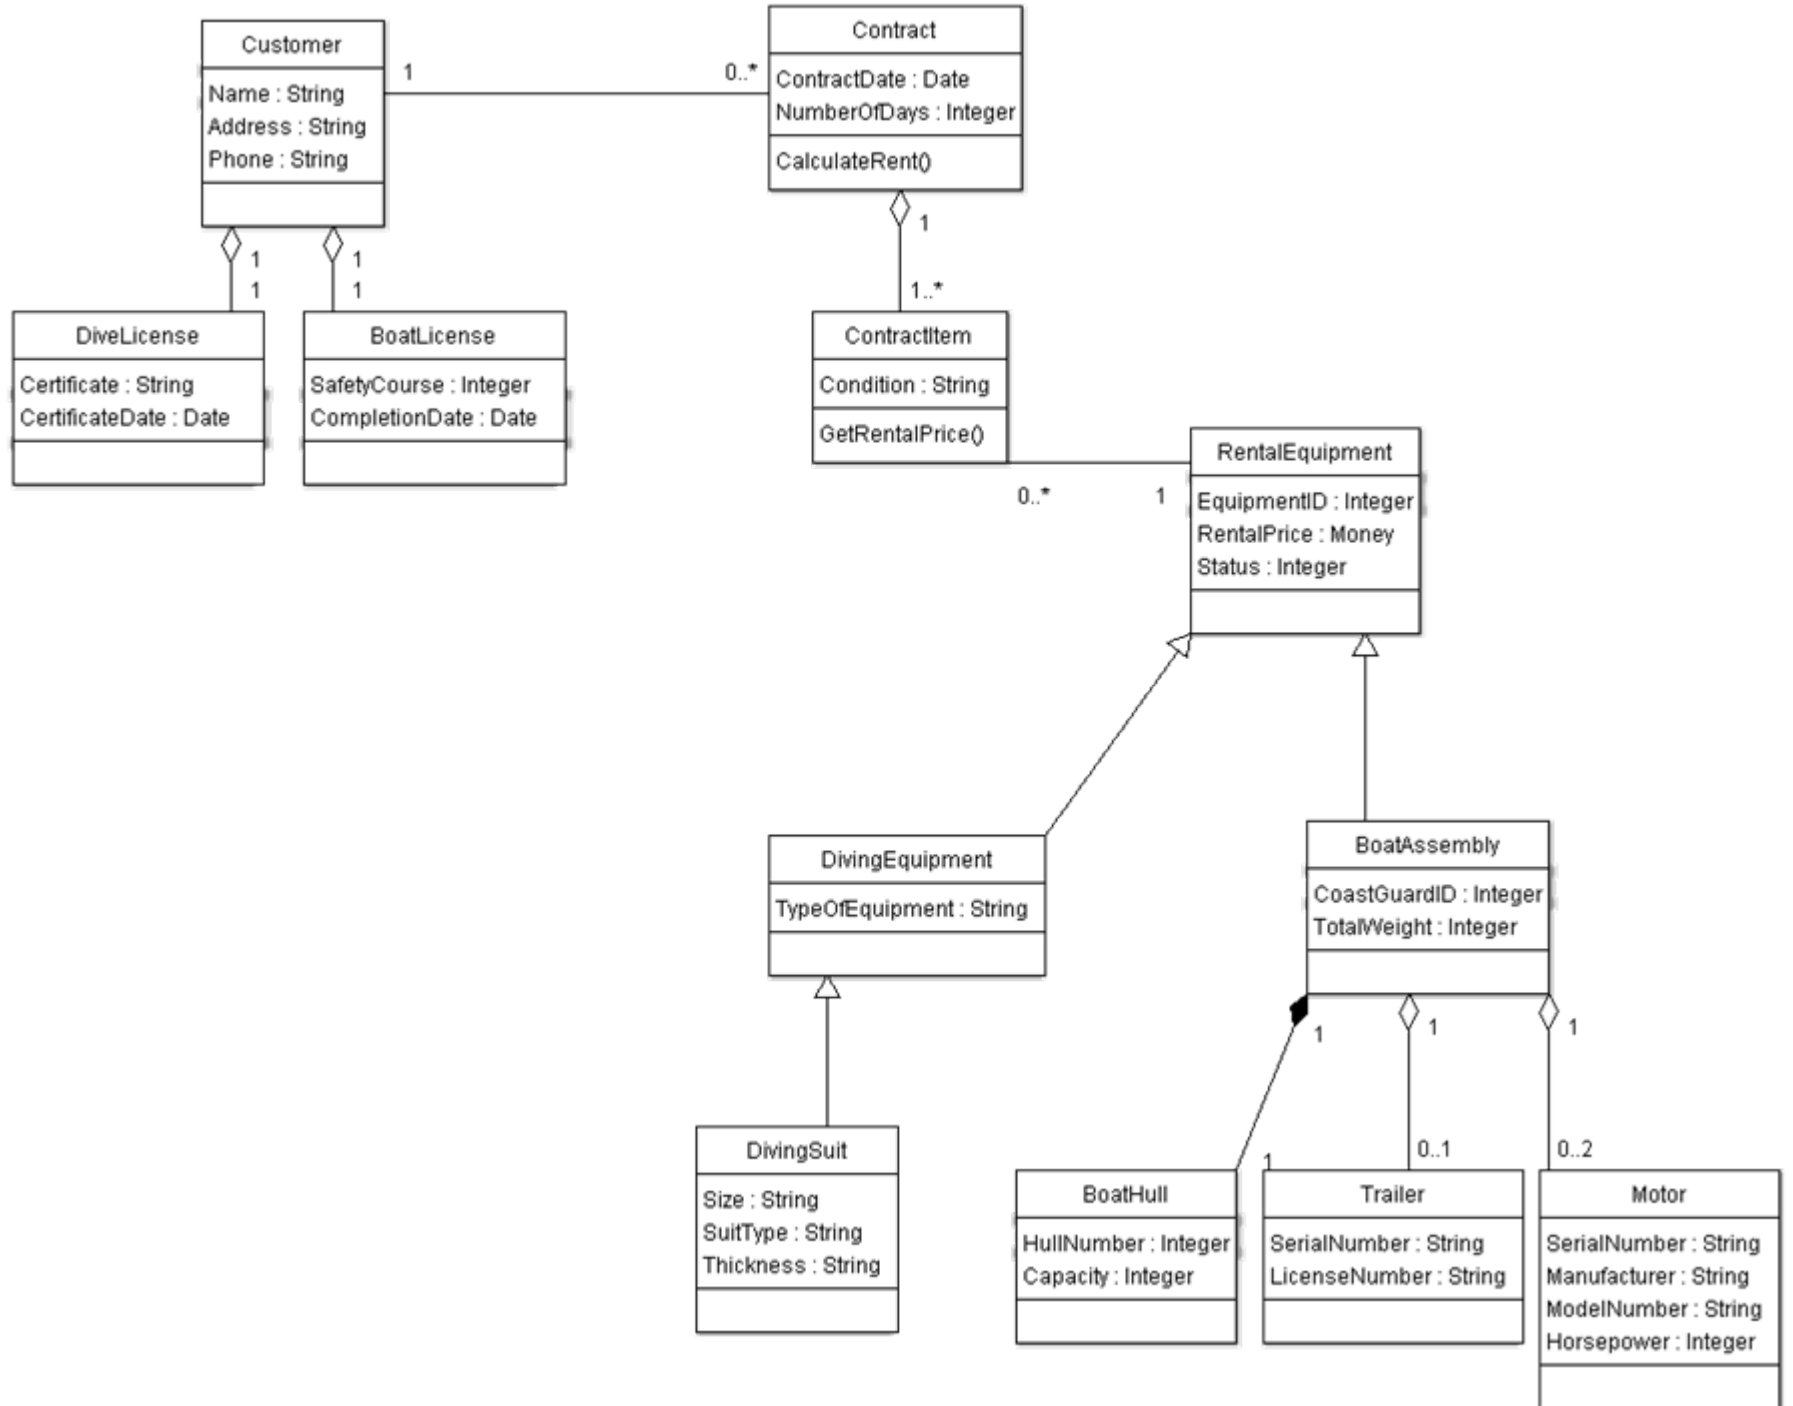 Customer
Name : String
Address : String
Phone : String
1
0..*
Contract
ContractDate : Date
NumberOfDays : Integer
CalculateRent()
1
1
1
1
1
1..*
DiveLicense
Certificate : String
CertificateDate : Date
BoatLicense
SafetyCourse : Integer
CompletionDate : Date
ContractItem
Condition : String
GetRentalPrice()
0..*
1
RentalEquipment
EquipmentID : Integer
RentalPrice : Money
Status : Integer
DivingEquipment
TypeOfEquipment : String
BoatAssembly
CoastGuardID : Integer
TotalWeight : Integer
1
1
1
1
0..1
0..2
DivingSuit
Size : String
SuitType : String
Thickness : String
BoatHull
HullNumber : Integer
Capacity : Integer
Trailer
SerialNumber : String
LicenseNumber : String
Motor
SerialNumber : String
Manufacturer : String
ModelNumber : String
Horsepower : Integer